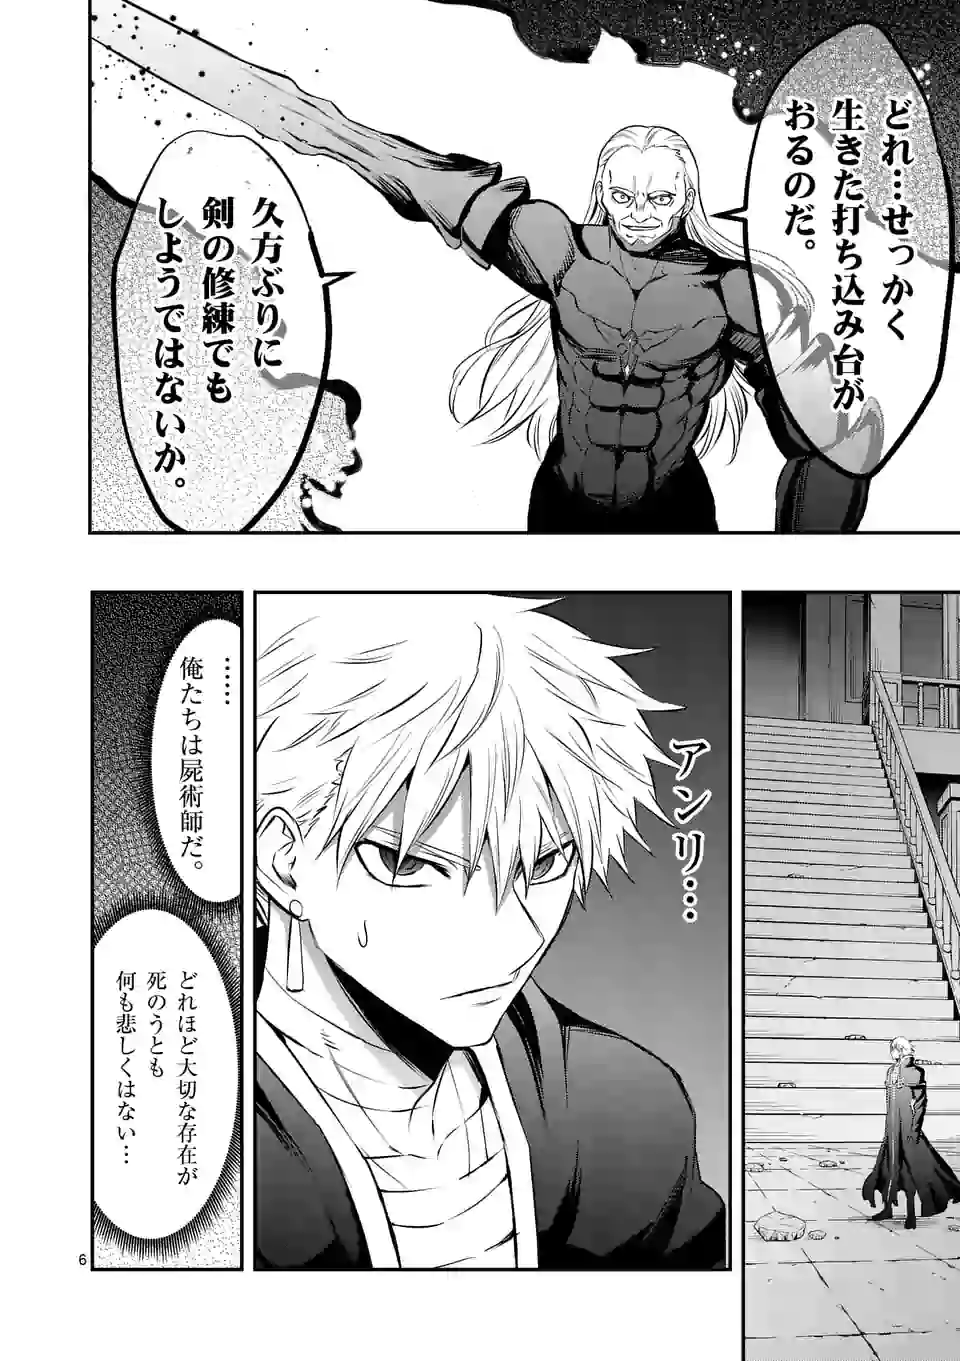 どれ…せっかく
生きた打ち込み台が
おるのだ。
久方ぶりに
剣の修練でも
しようではないか。
アンリ…
……
俺たちは屍術師だ。
どれほど大切な存在が
死のうとも
何も悲しくはない…
6